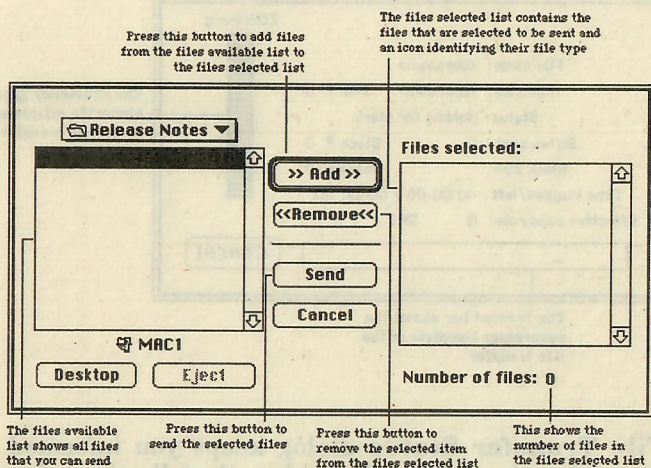 Press this button to add files
from the files available list to
the files selected list
The files selected list contains the
files that are selected to be sent and
an icon identifying their file type
Release Notes
>> Add >>
<<Remove<<
Send
Cancel
MAC1
Desktop
Eject
Files selected:
Number of files: 0
The files available
list shows all files
that you can send
Press this button to
send the selected files
Press this button to
remove the selected item
from the files selected list
This shows the
number of files in
the files selected list